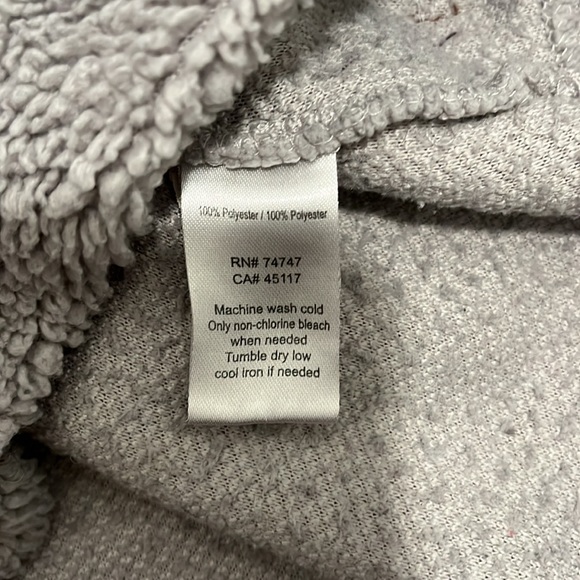 100% Polyester / 100% Polyester
RN# 74747
CA# 45117
Machine wash cold
Only non-chlorine bleach
when needed
Tumble dry low
cool iron if needed